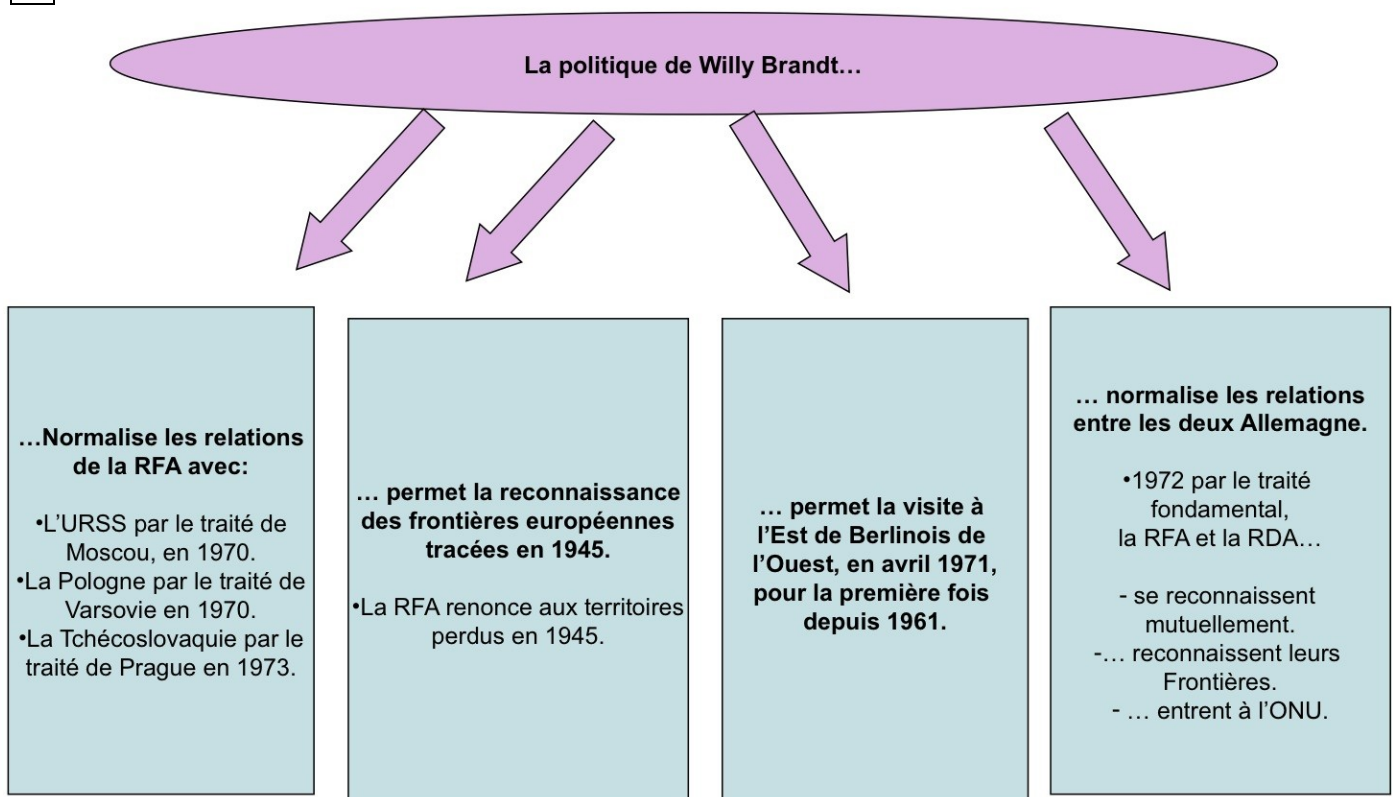 La politique de Willy Brandt…
…Normalise les relations
de la RFA avec:
•L’URSS par le traité de
Moscou, en 1970.
•La Pologne par le traité de
Varsovie en 1970.
•La Tchécoslovaquie par le
traité de Prague en 1973.
… permet la reconnaissance
des frontières européennes
tracées en 1945.
•La RFA renonce aux territoires
perdus en 1945.
… permet la visite à
l’Est de Berlinois de
l’Ouest, en avril 1971,
pour la première fois
depuis 1961.
… normalise les relations
entre les deux Allemagne.
•1972 par le traité
fondamental,
la RFA et la RDA…
- se reconnaissent
mutuellement.
-… reconnaissent leurs
Frontières.
- … entrent à l’ONU.